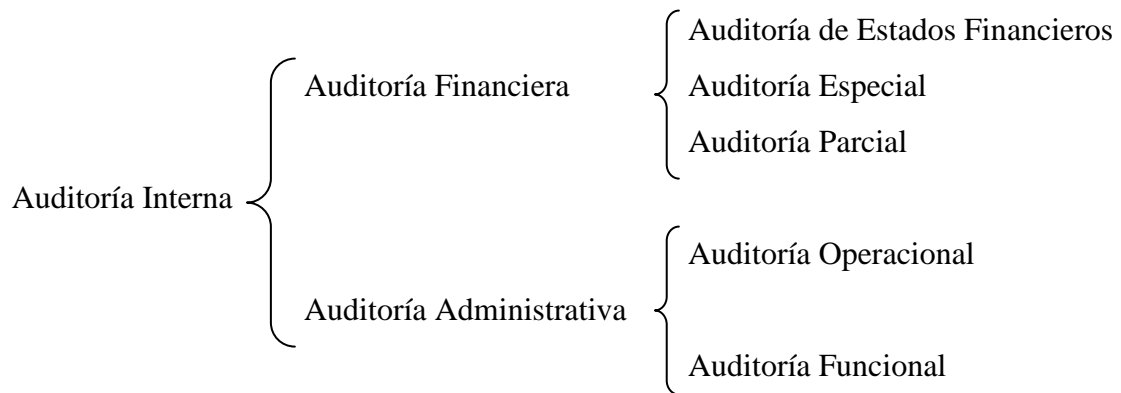 Auditoría Interna
Auditoría Financiera
Auditoría de Estados Financieros
Auditoría Especial
Auditoría Parcial
Auditoría Administrativa
Auditoría Operacional
Auditoría Funcional